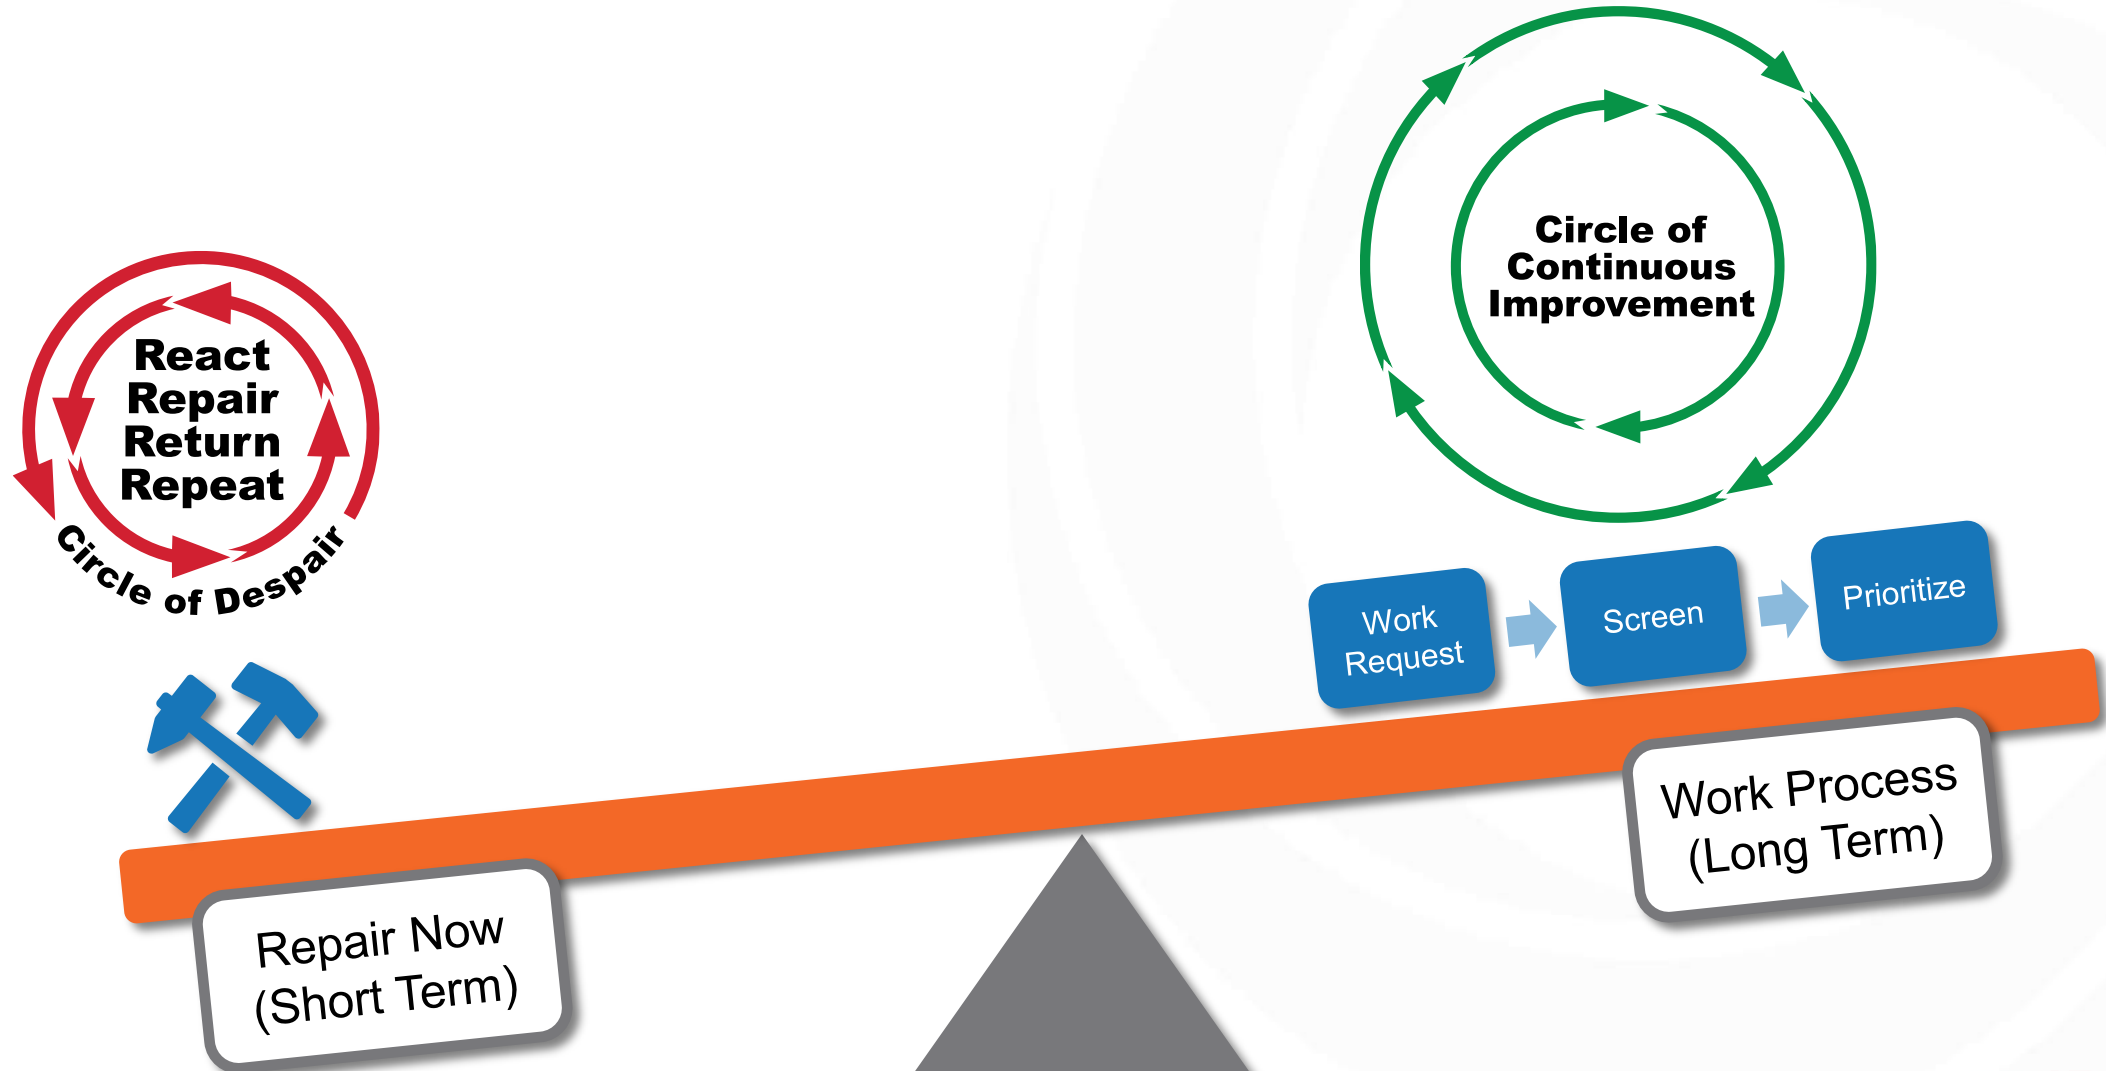 React
Repair
Return
Repeat
Circle of Despair
Circle of
Continuous
Improvement
Work
Request
Screen
Prioritize
Repair Now
(Short Term)
Work Process
(Long Term)